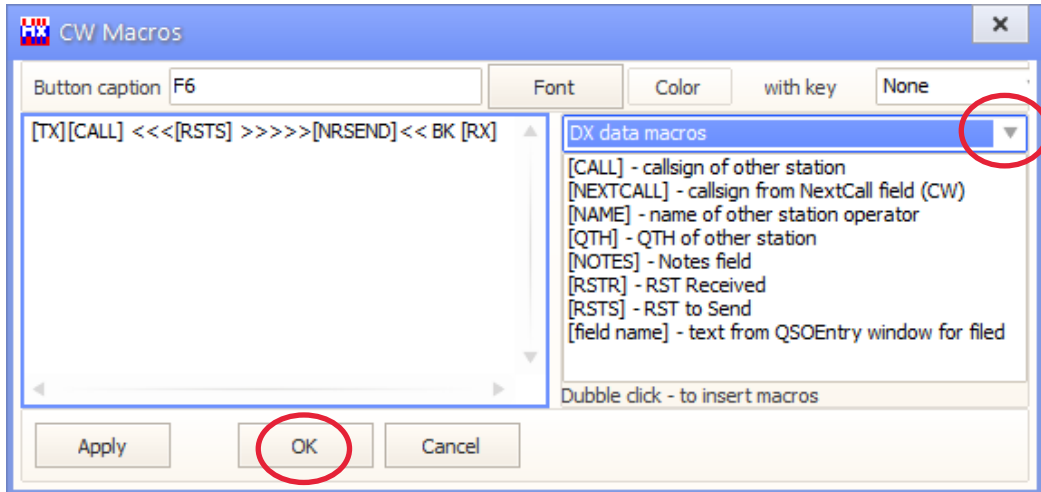 HX CW Macros
Button caption F6 Font Color with key None
[TX][CALL] <<<[RSTS] >>>>>[NRSEND]<< BK [RX]
DX data macros
[CALL] - callsign of other station
[NEXTCALL] - callsign from NextCall field (CW)
[NAME] - name of other station operator
[QTH] - QTH of other station
[NOTES] - Notes field
[RSTR] - RST Received
[RSTS] - RST to Send
[field name] - text from QSOEntry window for filed
Dubble click - to insert macros
Apply OK Cancel